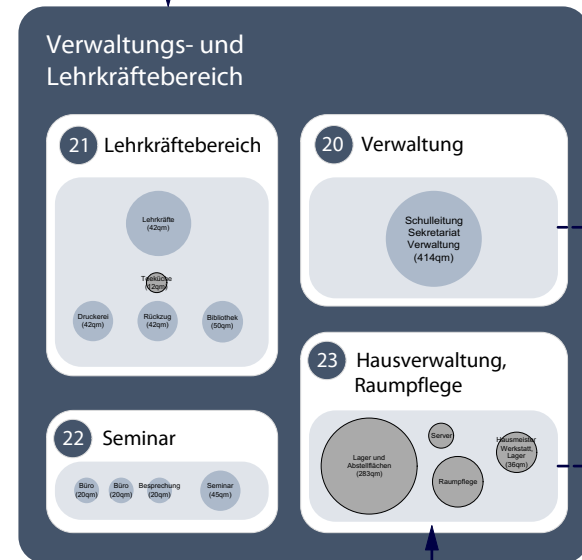 Verwaltungs- und
Lehrkräftebereich
21 Lehrkräftebereich
Lehrkräfte
(42qm)
Teeküche
(12qm)
Druckerei
(42qm)
Rückzug
(42qm)
Bibliothek
(50qm)
20 Verwaltung
Schulleitung
Sekretariat
Verwaltung
(414qm)
22 Seminar
Büro
(20qm)
Büro
(20qm)
Besprechung
(20qm)
Seminar
(45qm)
23 Hausverwaltung,
Raumpflege
Lager und
Abstellflächen
(283qm)
Server
Raumpflege
Hausmeister
Werkstatt,
Lager
(36qm)